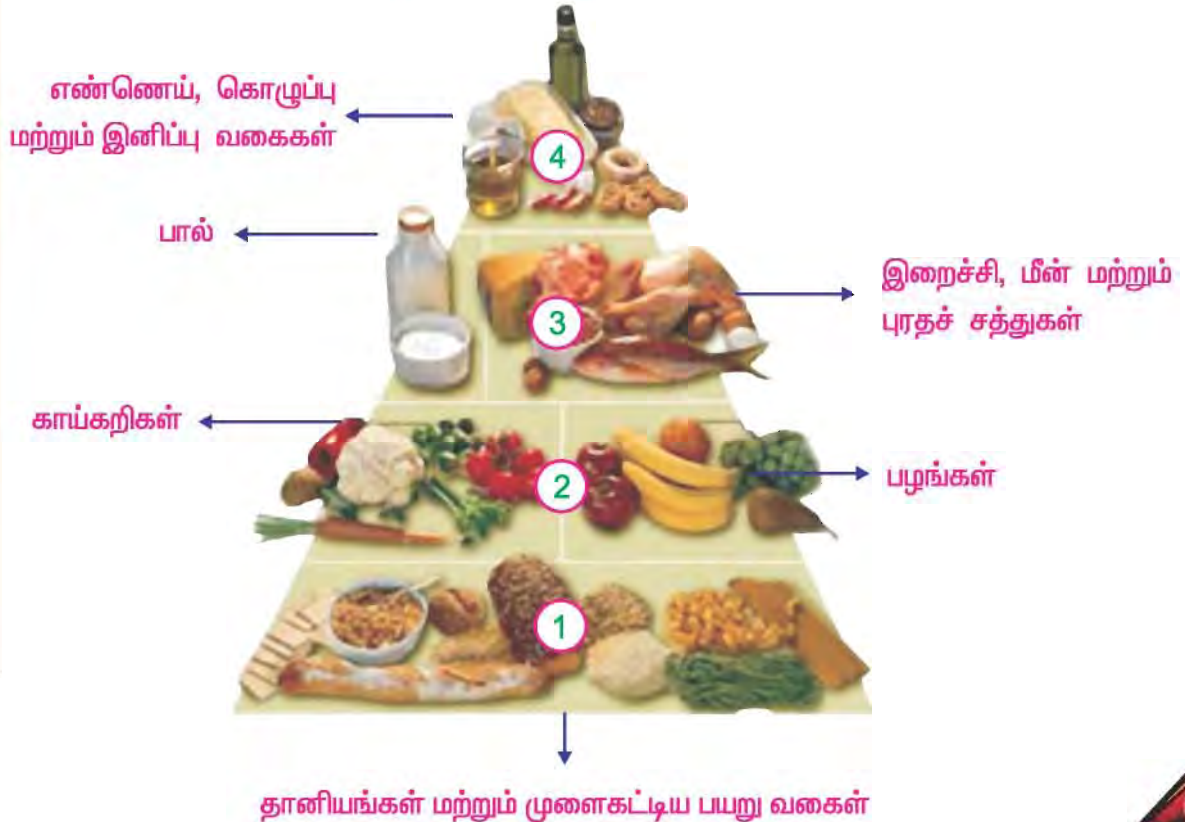 எண்ணெய், கொழுப்பு
மற்றும் இனிப்பு வகைகள்
4
பால்
இறைச்சி, மீன் மற்றும்
புரதச் சத்துகள்
3
காய்கறிகள்
பழங்கள்
2
1
தானியங்கள் மற்றும் முளைகட்டிய பயறு வகைள்